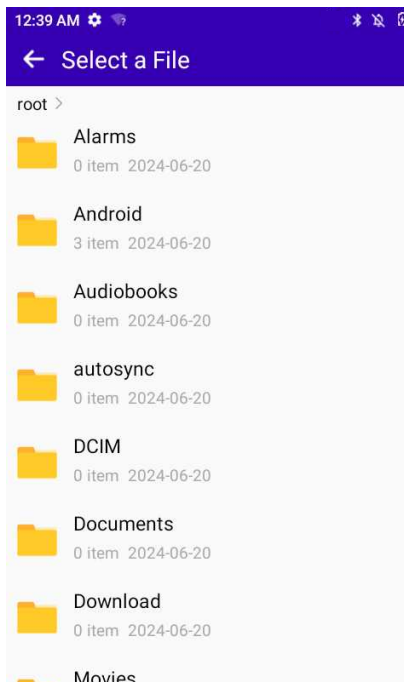 12:39 AM
Select a File
root >
Alarms
0 item 2024-06-20
Android
3 item 2024-06-20
Audiobooks
0 item 2024-06-20
autosync
0 item 2024-06-20
DCIM
0 item 2024-06-20
Documents
0 item 2024-06-20
Download
0 item 2024-06-20
Movies